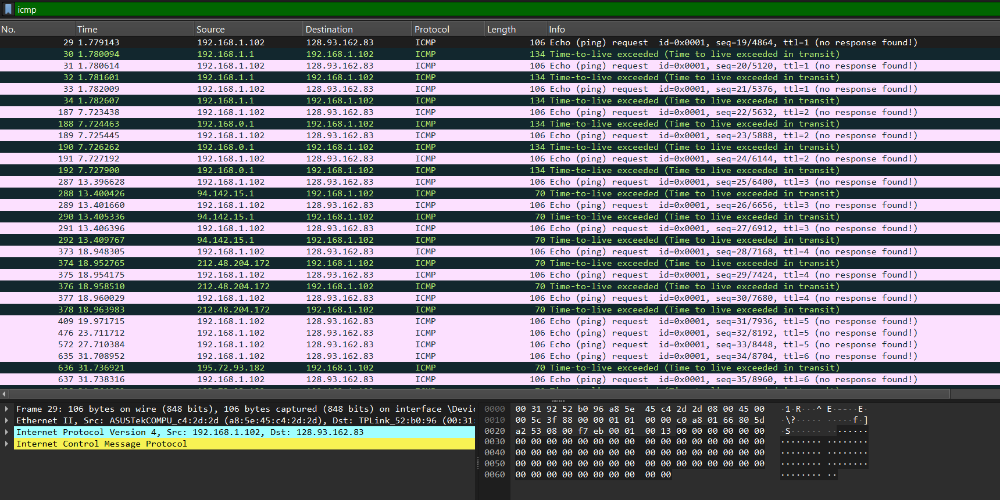 icmp
No. Time Source Destination Protocol Length Info
29 1.779143 192.168.1.102 128.93.162.83 ICMP 106 Echo (ping) request id=0x0001, seq=19/4864, ttl=1 (no response found!)
30 1.780094 192.168.1.1 192.168.1.102 ICMP 134 Time-to-live exceeded (Time to live exceeded in transit)
31 1.780614 192.168.1.102 128.93.162.83 ICMP 106 Echo (ping) request id=0x0001, seq=20/5120, ttl=1 (no response found!)
32 1.781601 192.168.1.1 192.168.1.102 ICMP 134 Time-to-live exceeded (Time to live exceeded in transit)
33 1.782009 192.168.1.102 128.93.162.83 ICMP 106 Echo (ping) request id=0x0001, seq=21/5376, ttl=1 (no response found!)
34 1.782607 192.168.1.1 192.168.1.102 ICMP 134 Time-to-live exceeded (Time to live exceeded in transit)
187 7.723438 192.168.1.102 128.93.162.83 ICMP 106 Echo (ping) request id=0x0001, seq=22/5632, ttl=2 (no response found!)
188 7.724463 192.168.0.1 192.168.1.102 ICMP 134 Time-to-live exceeded (Time to live exceeded in transit)
189 7.725445 192.168.1.102 128.93.162.83 ICMP 106 Echo (ping) request id=0x0001, seq=23/5888, ttl=2 (no response found!)
190 7.726262 192.168.0.1 192.168.1.102 ICMP 134 Time-to-live exceeded (Time to live exceeded in transit)
191 7.727192 192.168.1.102 128.93.162.83 ICMP 106 Echo (ping) request id=0x0001, seq=24/6144, ttl=2 (no response found!)
192 7.727900 192.168.0.1 192.168.1.102 ICMP 134 Time-to-live exceeded (Time to live exceeded in transit)
287 13.396628 192.168.1.102 128.93.162.83 ICMP 106 Echo (ping) request id=0x0001, seq=25/6400, ttl=3 (no response found!)
288 13.400426 94.142.15.1 192.168.1.102 ICMP 70 Time-to-live exceeded (Time to live exceeded in transit)
289 13.401660 192.168.1.102 128.93.162.83 ICMP 106 Echo (ping) request id=0x0001, seq=26/6656, ttl=3 (no response found!)
290 13.405336 94.142.15.1 192.168.1.102 ICMP 70 Time-to-live exceeded (Time to live exceeded in transit)
291 13.406396 192.168.1.102 128.93.162.83 ICMP 106 Echo (ping) request id=0x0001, seq=27/6912, ttl=3 (no response found!)
292 13.409767 94.142.15.1 192.168.1.102 ICMP 70 Time-to-live exceeded (Time to live exceeded in transit)
373 18.948305 192.168.1.102 128.93.162.83 ICMP 106 Echo (ping) request id=0x0001, seq=28/7168, ttl=4 (no response found!)
374 18.952765 212.48.204.172 192.168.1.102 ICMP 70 Time-to-live exceeded (Time to live exceeded in transit)
375 18.954175 192.168.1.102 128.93.162.83 ICMP 106 Echo (ping) request id=0x0001, seq=29/7424, ttl=4 (no response found!)
376 18.958510 212.48.204.172 192.168.1.102 ICMP 70 Time-to-live exceeded (Time to live exceeded in transit)
377 18.960029 192.168.1.102 128.93.162.83 ICMP 106 Echo (ping) request id=0x0001, seq=30/7680, ttl=4 (no response found!)
378 18.963983 212.48.204.172 192.168.1.102 ICMP 70 Time-to-live exceeded (Time to live exceeded in transit)
409 19.971715 192.168.1.102 128.93.162.83 ICMP 106 Echo (ping) request id=0x0001, seq=31/7936, ttl=5 (no response found!)
476 23.711712 192.168.1.102 128.93.162.83 ICMP 106 Echo (ping) request id=0x0001, seq=32/8192, ttl=5 (no response found!)
572 27.710384 192.168.1.102 128.93.162.83 ICMP 106 Echo (ping) request id=0x0001, seq=33/8448, ttl=5 (no response found!)
635 31.708952 192.168.1.102 128.93.162.83 ICMP 106 Echo (ping) request id=0x0001, seq=34/8704, ttl=6 (no response found!)
636 31.736921 195.72.93.182 192.168.1.102 ICMP 70 Time-to-live exceeded (Time to live exceeded in transit)
637 31.738316 192.168.1.102 128.93.162.83 ICMP 106 Echo (ping) request id=0x0001, seq=35/8960, ttl=6 (no response found!)
Frame 29: 106 bytes on wire (848 bits), 106 bytes captured (848 bits) on interface \Devic
Ethernet II, Src: ASUSTekCOMPU_c4:2d:2d (a8:5e:45:c4:2d:2d), Dst: TPLink_52:b0:96 (00:31:
Internet Protocol Version 4, Src: 192.168.1.102, Dst: 128.93.162.83
Internet Control Message Protocol
0000 00 31 92 52 b0 96 a8 5e 45 c4 2d 2d 08 00 45 00 ·1·R···^ E·--··E·
0010 00 5c 3f 88 00 00 01 01 00 00 c0 a8 01 66 80 5d ·\?····· ·····f·]
0020 a2 53 08 00 f7 eb 00 01 00 13 00 00 00 00 00 00 ·S······ ········
0030 00 00 00 00 00 00 00 00 00 00 00 00 00 00 00 00 ········ ········
0040 00 00 00 00 00 00 00 00 00 00 00 00 00 00 00 00 ········ ········
0050 00 00 00 00 00 00 00 00 00 00 00 00 00 00 00 00 ········ ········
0060 00 00 00 00 00 00 00 00 00 00 ········ ··